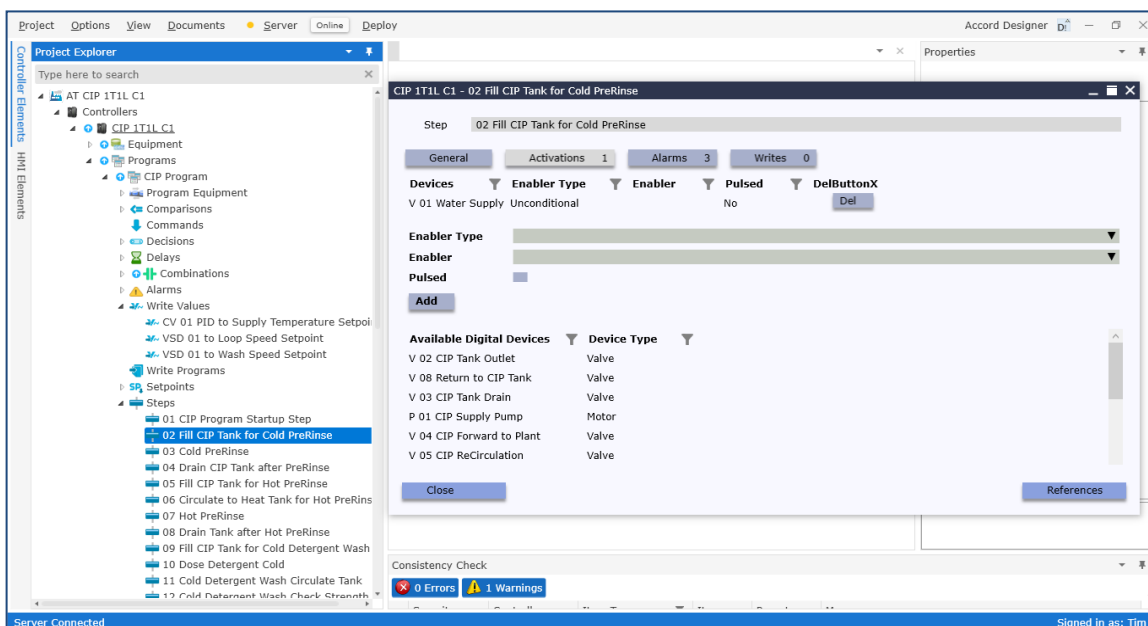 Project Options View Documents Server Online Deploy Accord Designer
Controller Elements
HMI Elements
Project Explorer
Type here to search
AT CIP 1T1L C1
Controllers
CIP 1T1L C1
Equipment
Programs
CIP Program
Program Equipment
Comparisons
Commands
Decisions
Delays
Combinations
Alarms
Write Values
CV 01 PID to Supply Temperature Setpoi
VSD 01 to Loop Speed Setpoint
VSD 01 to Wash Speed Setpoint
Write Programs
SP Setpoints
Steps
01 CIP Program Startup Step
02 Fill CIP Tank for Cold PreRinse
03 Cold PreRinse
04 Drain CIP Tank after PreRinse
05 Fill CIP Tank for Hot PreRinse
06 Circulate to Heat Tank for Hot PreRins
07 Hot PreRinse
08 Drain Tank after Hot PreRinse
09 Fill CIP Tank for Cold Detergent Wash
10 Dose Detergent Cold
11 Cold Detergent Wash Circulate Tank
12 Cold Detergent Wash Check Strength
Properties
CIP 1T1L C1 - 02 Fill CIP Tank for Cold PreRinse
Step 02 Fill CIP Tank for Cold PreRinse
General Activations 1 Alarms 3 Writes 0
Devices Enabler Type Enabler Pulsed DelButtonX
V 01 Water Supply Unconditional No Del
Enabler Type
Enabler
Pulsed
Add
Available Digital Devices Device Type
V 02 CIP Tank Outlet Valve
V 08 Return to CIP Tank Valve
V 03 CIP Tank Drain Valve
P 01 CIP Supply Pump Motor
V 04 CIP Forward to Plant Valve
V 05 CIP ReCirculation Valve
Close References
Consistency Check
0 Errors 1 Warnings
Server Connected Signed in as: Tim